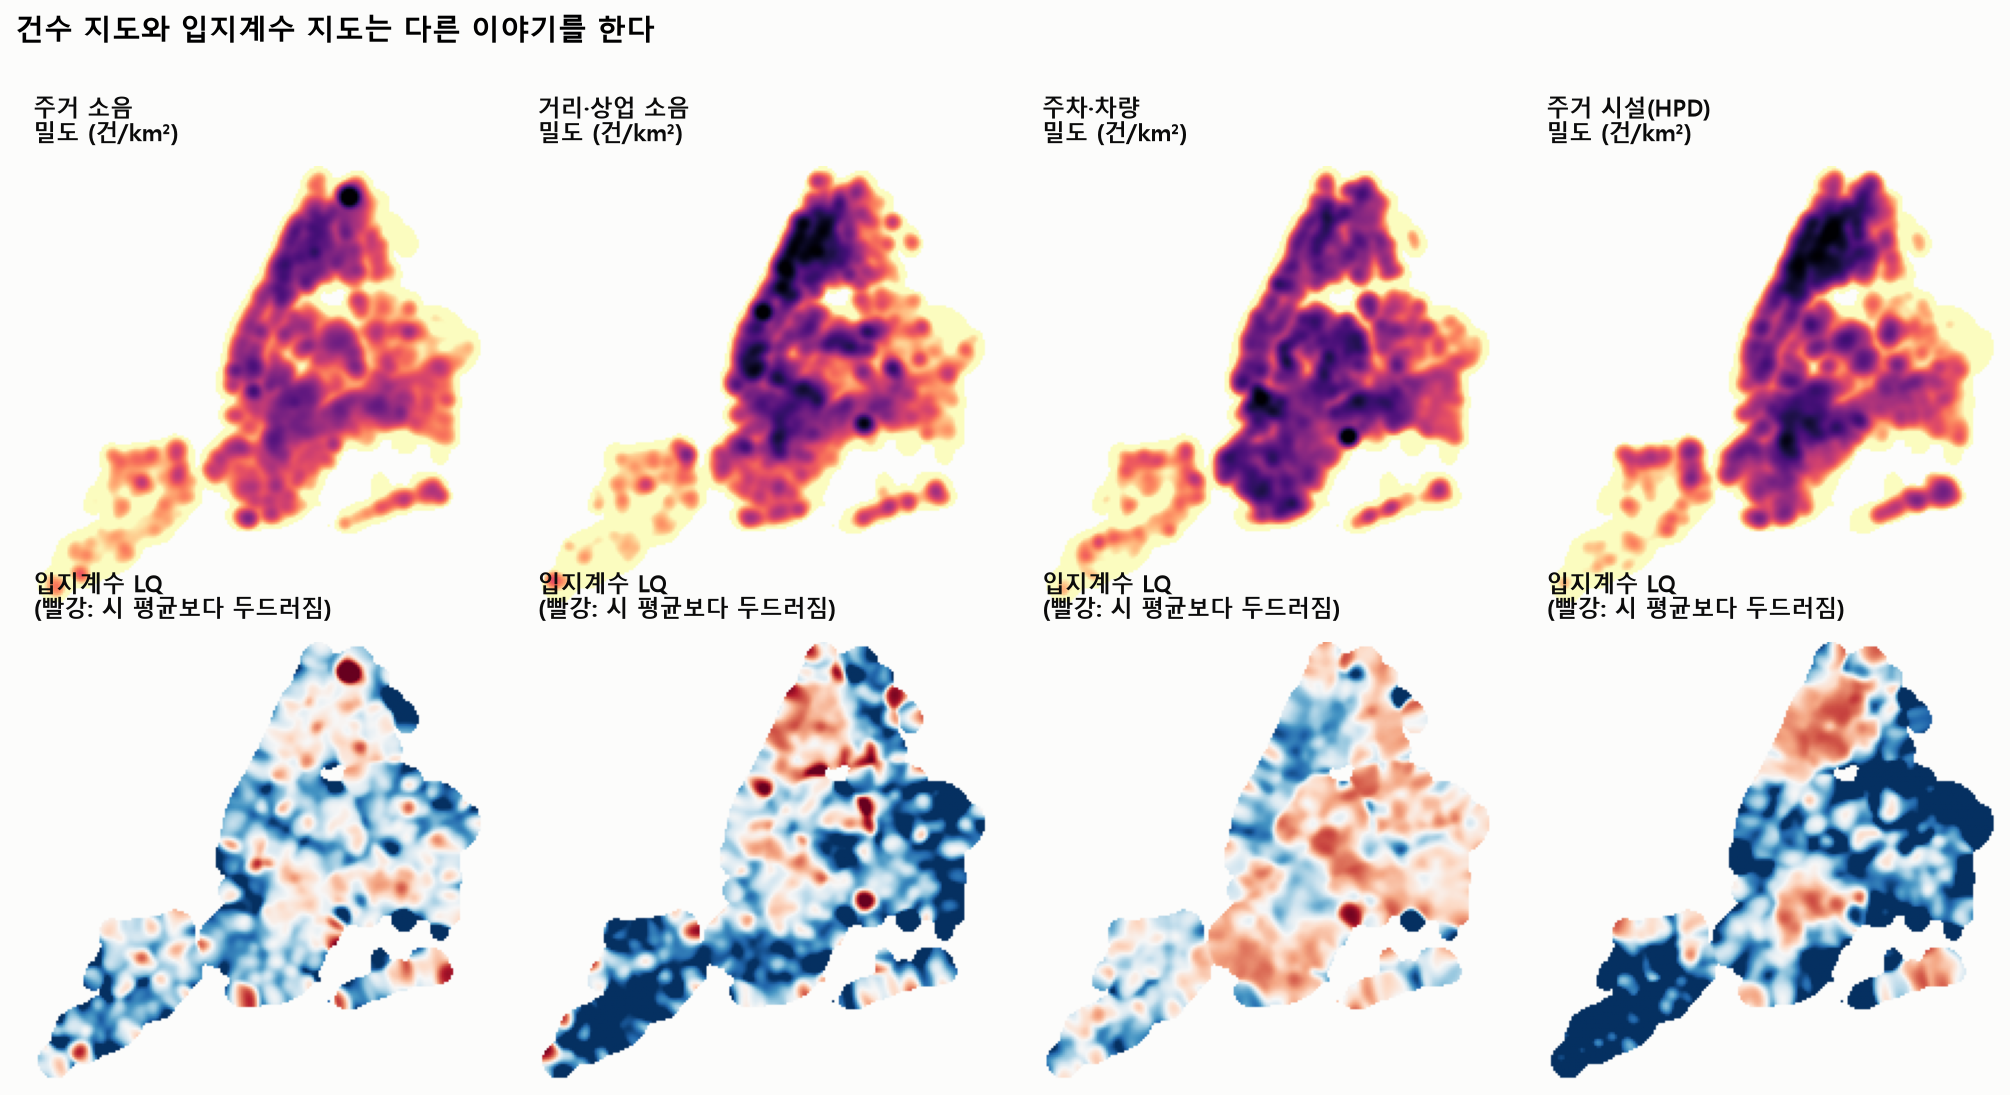 건수 지도와 입지계수 지도는 다른 이야기를 한다
주거 소음
밀도 (건/km²)
거리·상업 소음
밀도 (건/km²)
주차·차량
밀도 (건/km²)
주거 시설(HPD)
밀도 (건/km²)
입지계수 LQ
(빨강: 시 평균보다 두드러짐)
입지계수 LQ
(빨강: 시 평균보다 두드러짐)
입지계수 LQ
(빨강: 시 평균보다 두드러짐)
입지계수 LQ
(빨강: 시 평균보다 두드러짐)